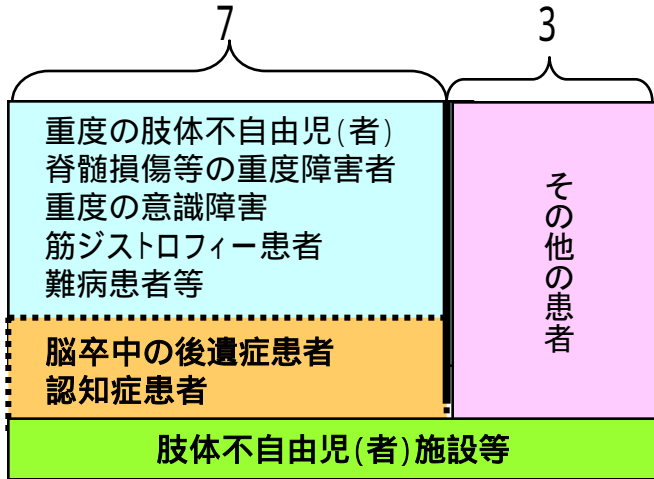 7
3
重度の肢体不自由児(者)
脊髄損傷等の重度障害者
重度の意識障害
筋ジストロフィー患者
難病患者等
脳卒中の後遺症患者
認知症患者
その他の患者
肢体不自由児(者)施設等